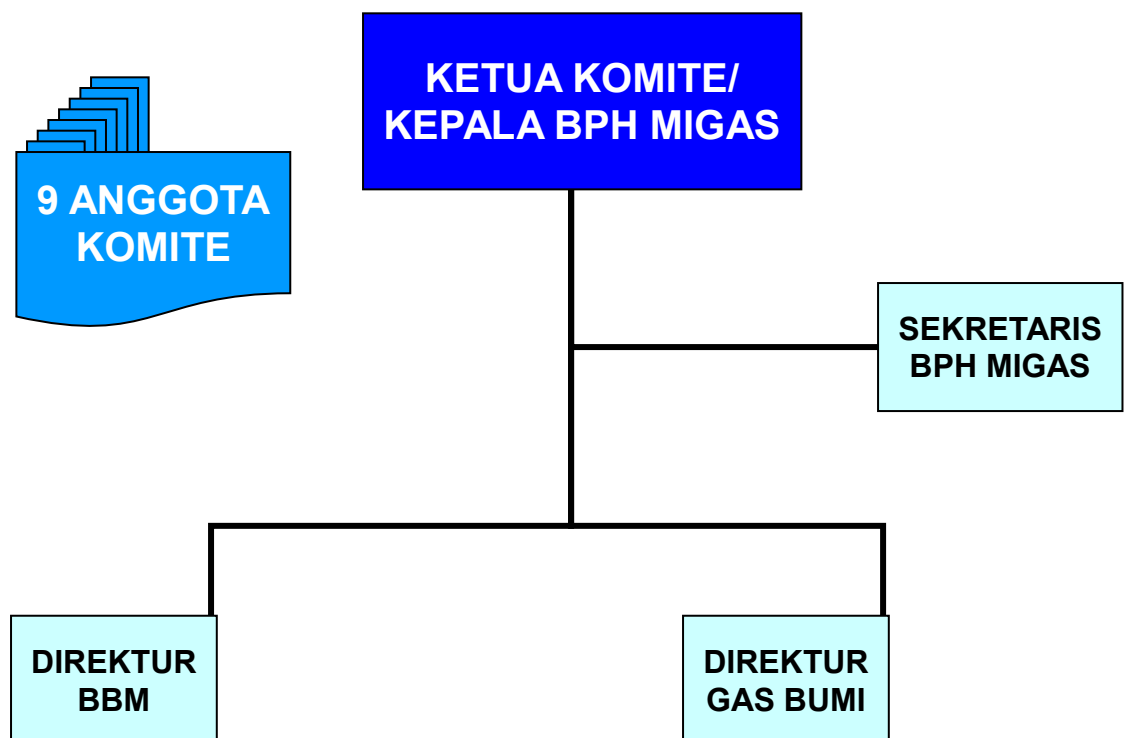 KETUA KOMITE/
KEPALA BPH MIGAS
9 ANGGOTA
KOMITE
SEKRETARIS
BPH MIGAS
DIREKTUR
BBM
DIREKTUR
GAS BUMI